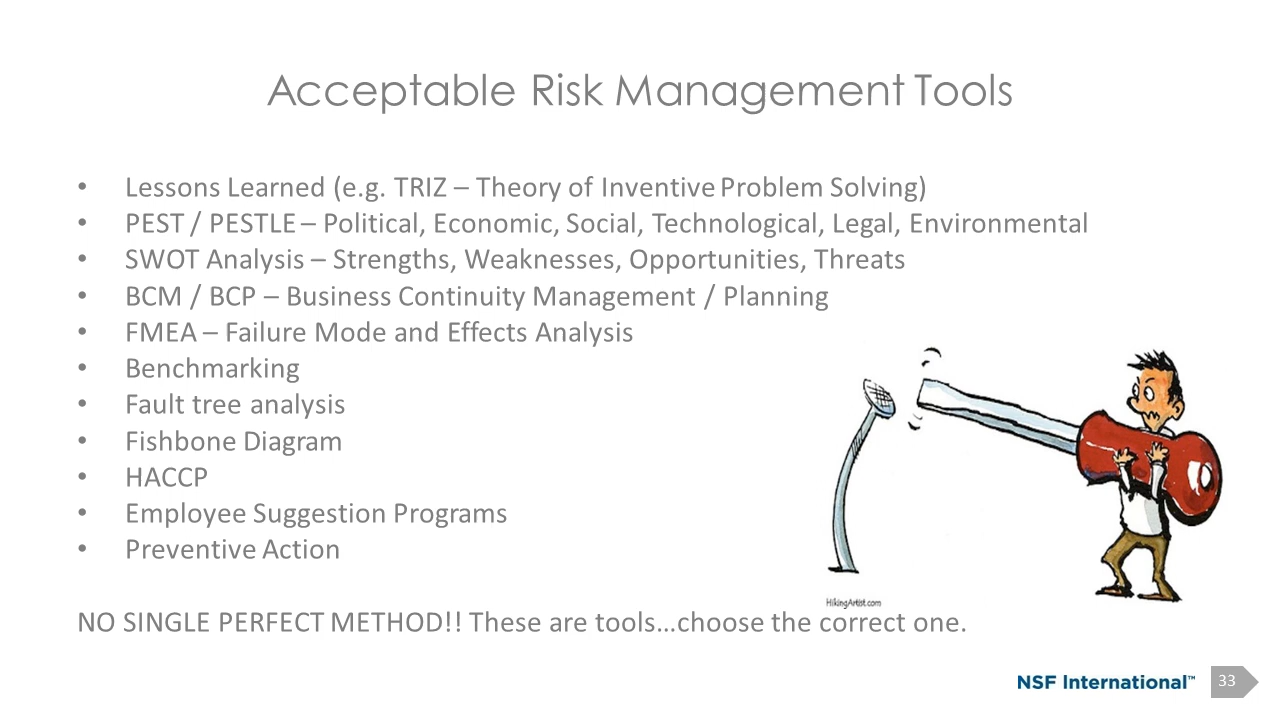 Acceptable Risk Management Tools
• Lessons Learned (e.g. TRIZ – Theory of Inventive Problem Solving)
• PEST / PESTLE – Political, Economic, Social, Technological, Legal, Environmental
• SWOT Analysis – Strengths, Weaknesses, Opportunities, Threats
• BCM / BCP – Business Continuity Management / Planning
• FMEA – Failure Mode and Effects Analysis
• Benchmarking
• Fault tree analysis
• Fishbone Diagram
• HACCP
• Employee Suggestion Programs
• Preventive Action
HikingArtist.com
NO SINGLE PERFECT METHOD!! These are tools...choose the correct one.
NSF International™
33